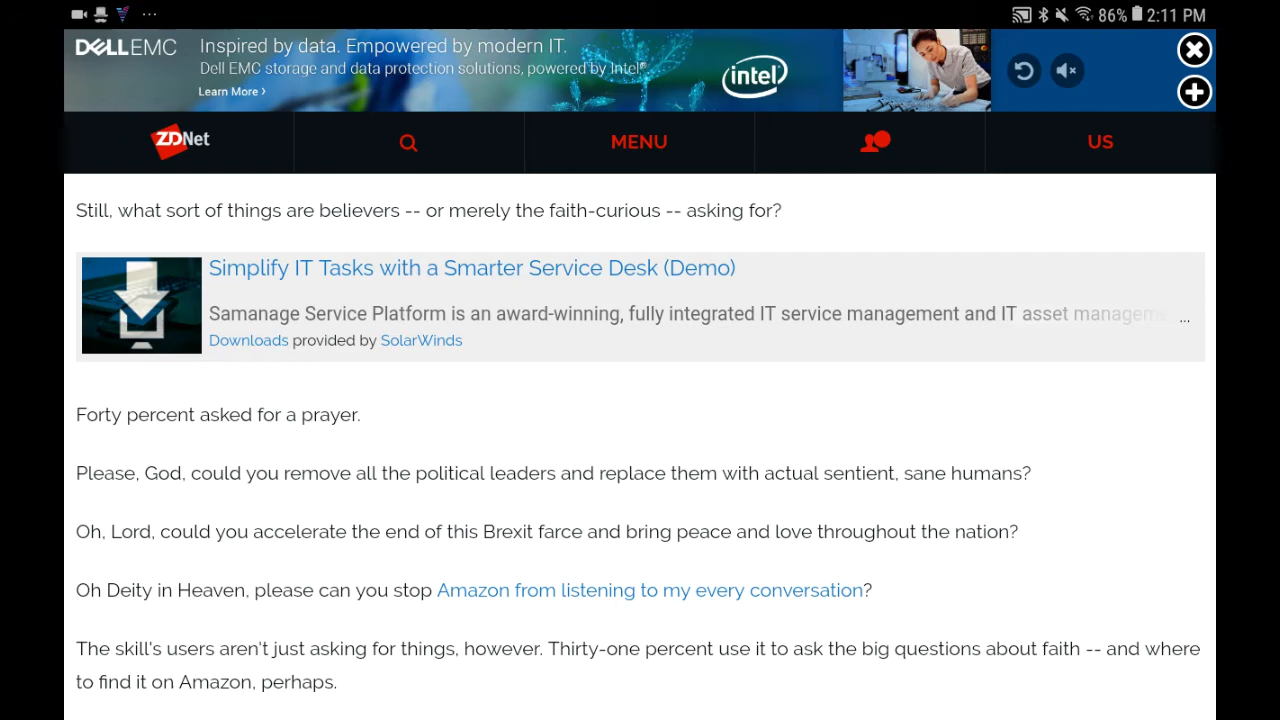 86% 2:11 PM
DELLEMC
Inspired by data. Empowered by modern IT.
Dell EMC storage and data protection solutions, powered by Intel®
Learn More ›
intel
ZDNet
MENU
US
Still, what sort of things are believers -- or merely the faith-curious -- asking for?
Simplify IT Tasks with a Smarter Service Desk (Demo)
Samanage Service Platform is an award-winning, fully integrated IT service management and IT asset manageme ...
Downloads provided by SolarWinds
Forty percent asked for a prayer.
Please, God, could you remove all the political leaders and replace them with actual sentient, sane humans?
Oh, Lord, could you accelerate the end of this Brexit farce and bring peace and love throughout the nation?
Oh Deity in Heaven, please can you stop Amazon from listening to my every conversation?
The skill's users aren't just asking for things, however. Thirty-one percent use it to ask the big questions about faith -- and where
to find it on Amazon, perhaps.